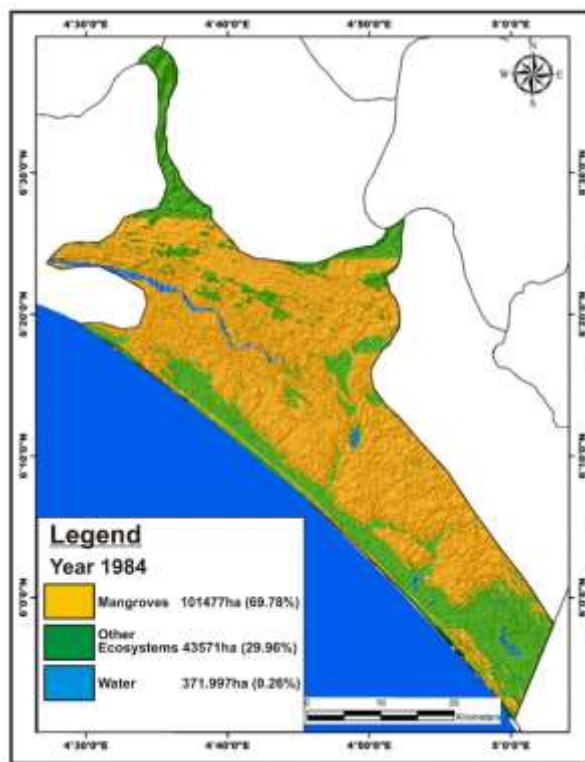 4°30'0"E 4°40'0"E 4°50'0"E 5°0'0"E
N
W E
S
Legend
Year 1984
Mangroves 101477ha (69.78%)
Other
Ecosystems 43571ha (29.96%)
Water 371.997ha (0.26%)
Kilometers
4°30'0"E 4°40'0"E 4°50'0"E 5°0'0"E